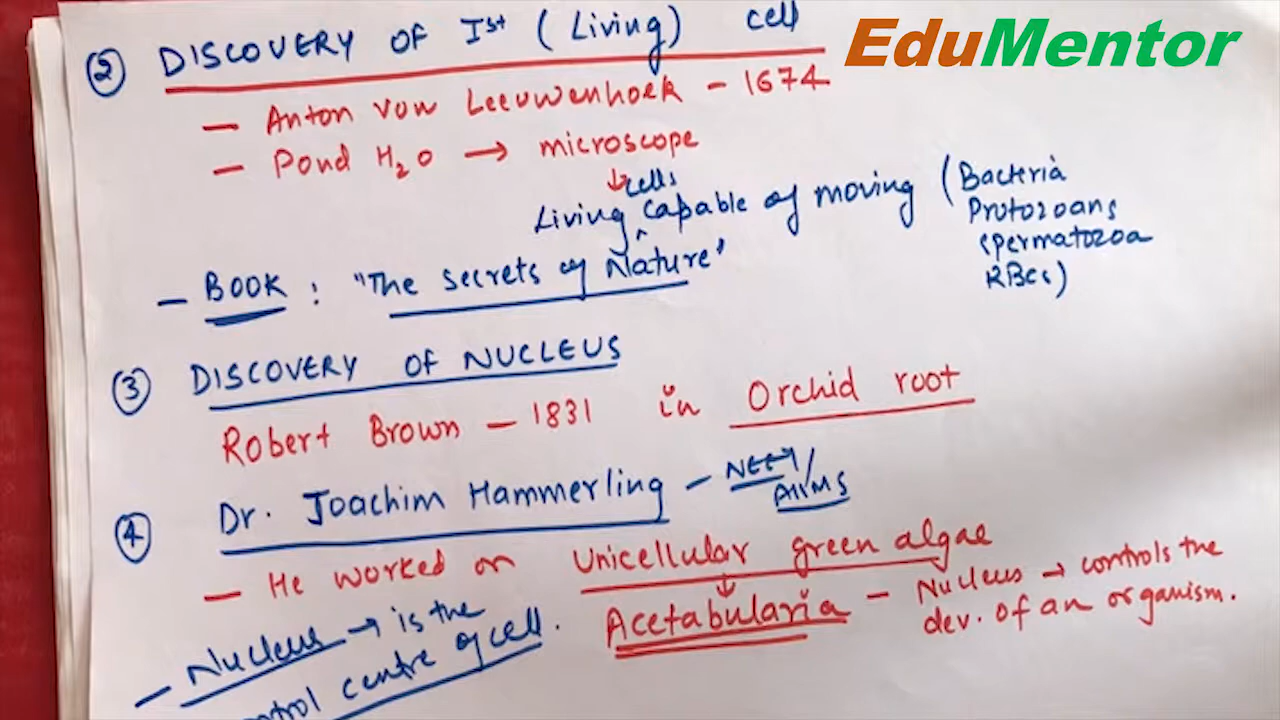 EduMentor
② DISCOVERY OF Ist (Living) cell
— Anton von Leeuwenhoek – 1674
— Pond H₂O → microscope
↓ cells
Living ^ capable of moving (Bacteria
Protozoans
spermatozoa
RBCs)
— BOOK : "The secrets of Nature"
③ DISCOVERY OF NUCLEUS
Robert Brown — 1831 in Orchid root
④ Dr. Joachim Hammerling – NEET/
AIIMS
— He worked on Unicellular green algae
↓
Acetabularia – Nucleus → controls the
dev. of an organism.
— Nucleus → is the
control centre of cell.